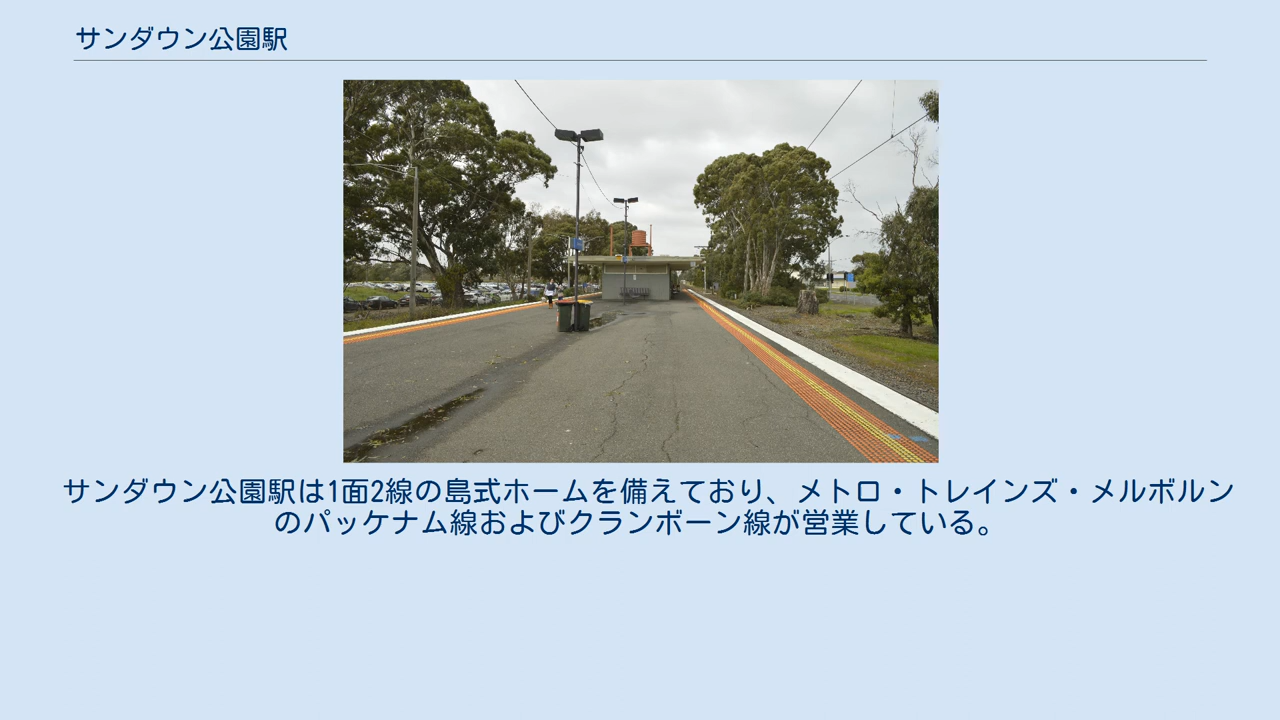 サンダウン公園駅
サンダウン公園駅は1面2線の島式ホームを備えており、メトロ・トレインズ・メルボルン
のパッケナム線およびクランボーン線が営業している。